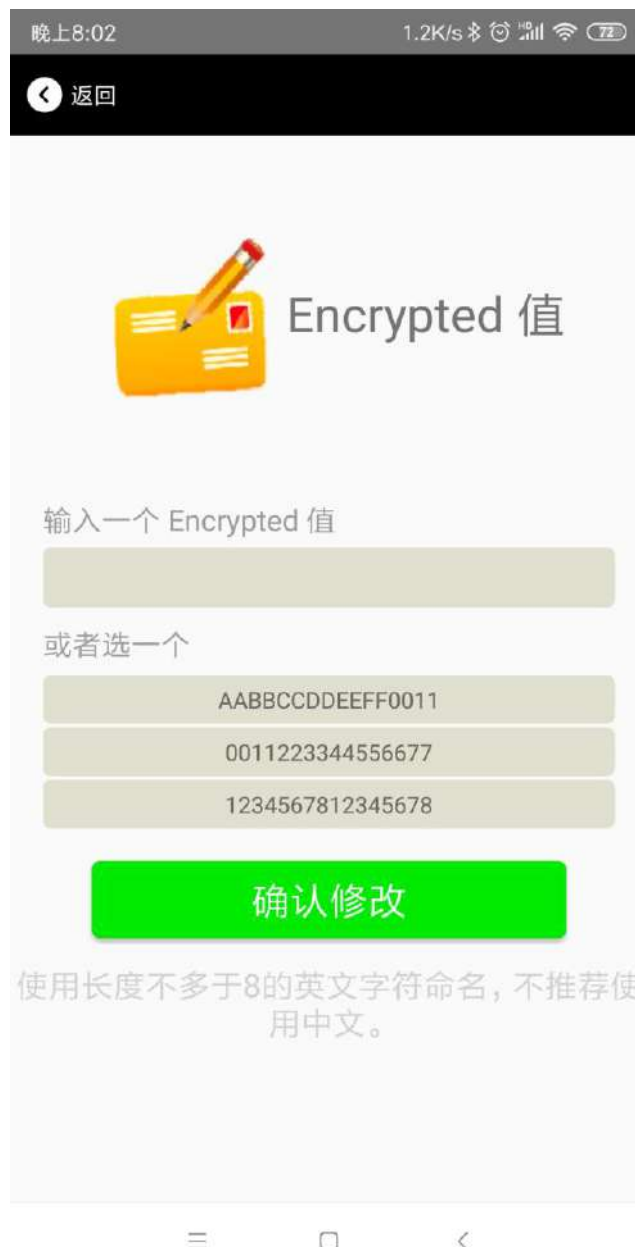 晚上8:02 1.2K/s HD 72
返回
Encrypted 值
输入一个 Encrypted 值
或者选一个
AABBCCDDEEFF0011
0011223344556677
1234567812345678
确认修改
使用长度不多于8的英文字符命名，不推荐使
用中文。